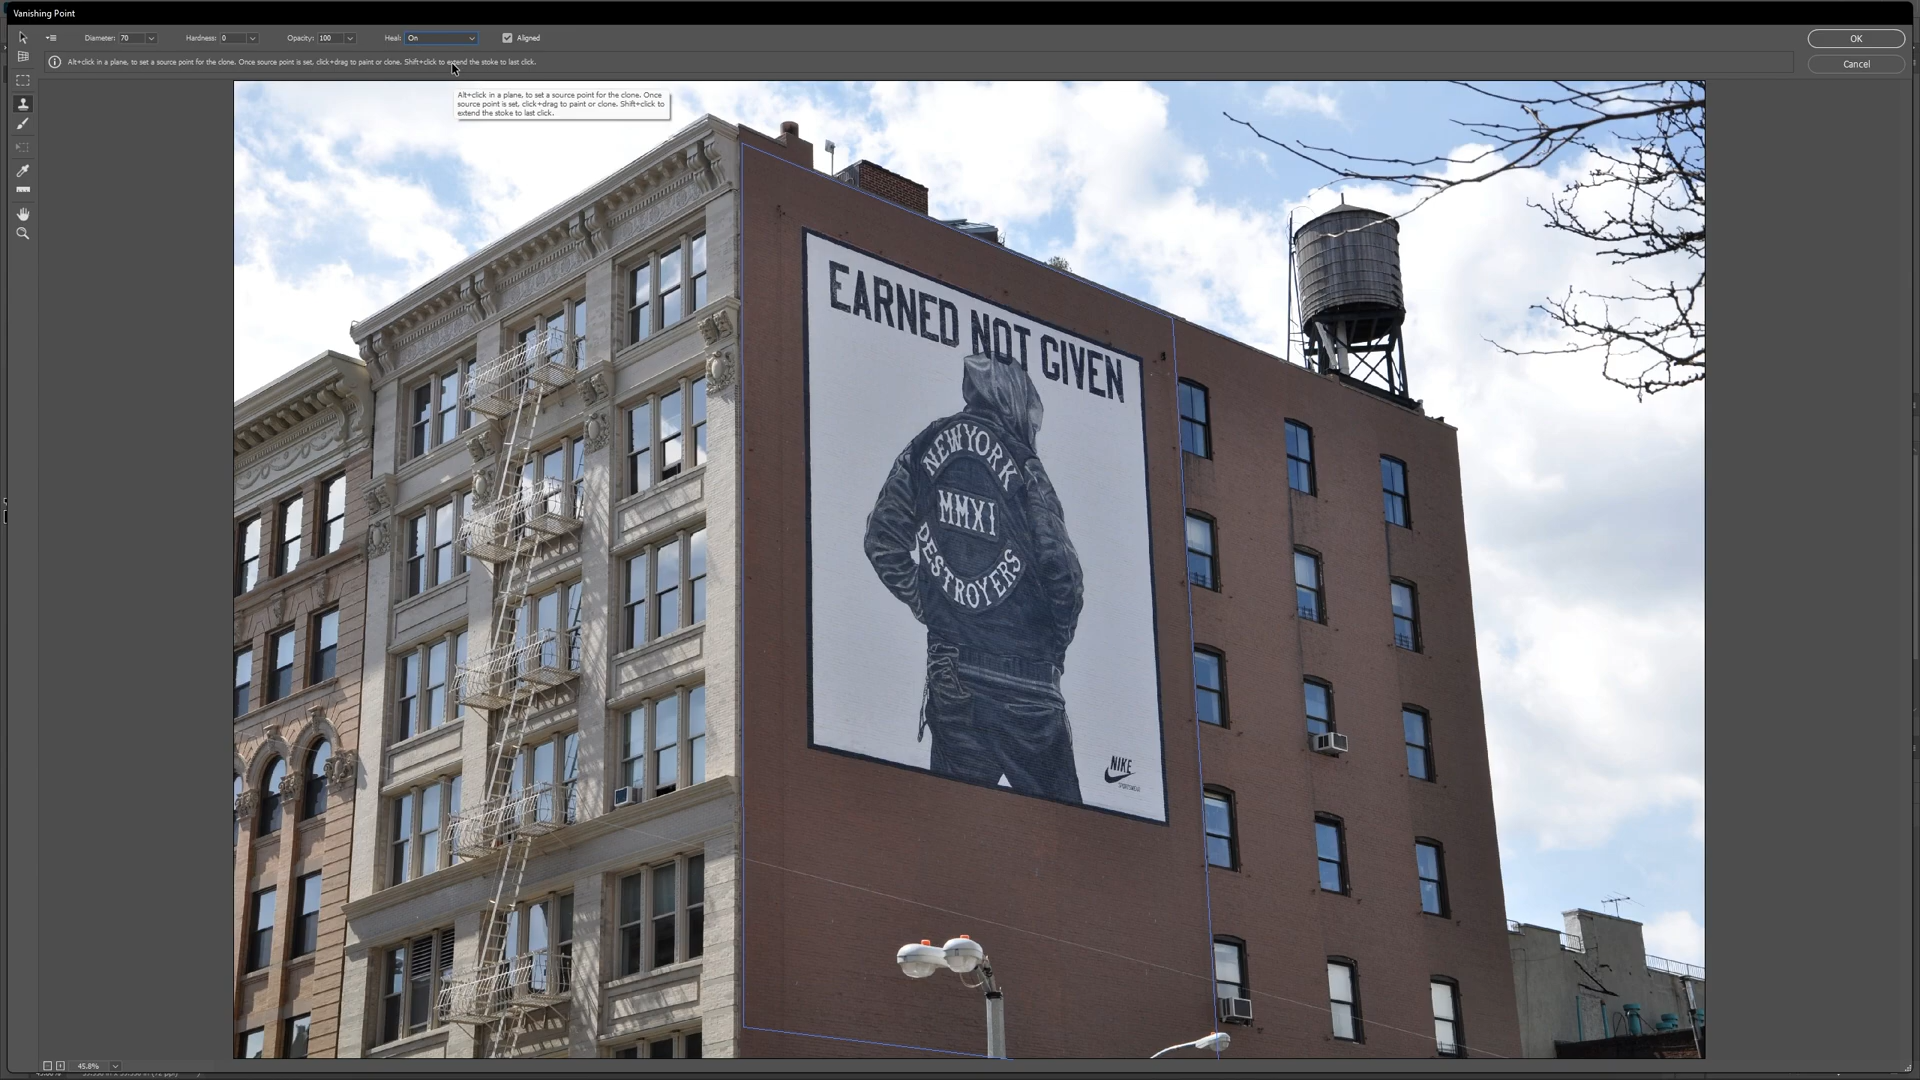 Vanishing Point
Diameter: 70 Hardness: 0 Opacity: 100 Heal: On Aligned
OK
Alt+click in a plane, to set a source point for the clone. Once source point is set, click+drag to paint or clone. Shift+click to extend the stoke to last click.
Cancel
Alt+click in a plane, to set a source point for the clone. Once
source point is set, click+drag to paint or clone. Shift+click to
extend the stoke to last click.
EARNED NOT GIVEN
NEW YORK
MMXI
DESTROYERS
NIKE
45.8%